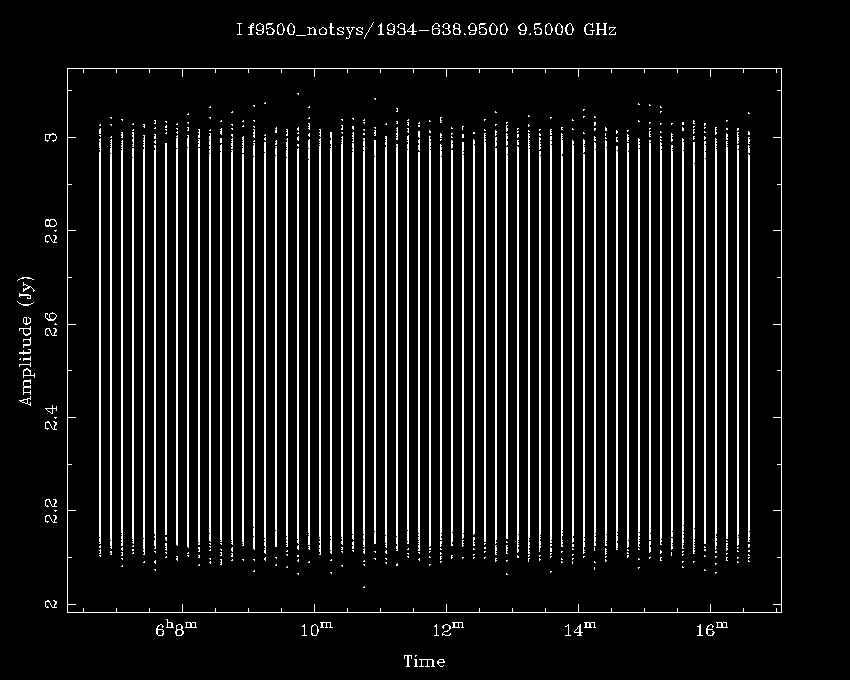 I f9500_notsys/1934−638.9500 9.5000 GHz
3
2.8
2.6
2.4
2.2
2
Amplitude (Jy)
6ʰ8ᵐ 10ᵐ 12ᵐ 14ᵐ 16ᵐ
Time